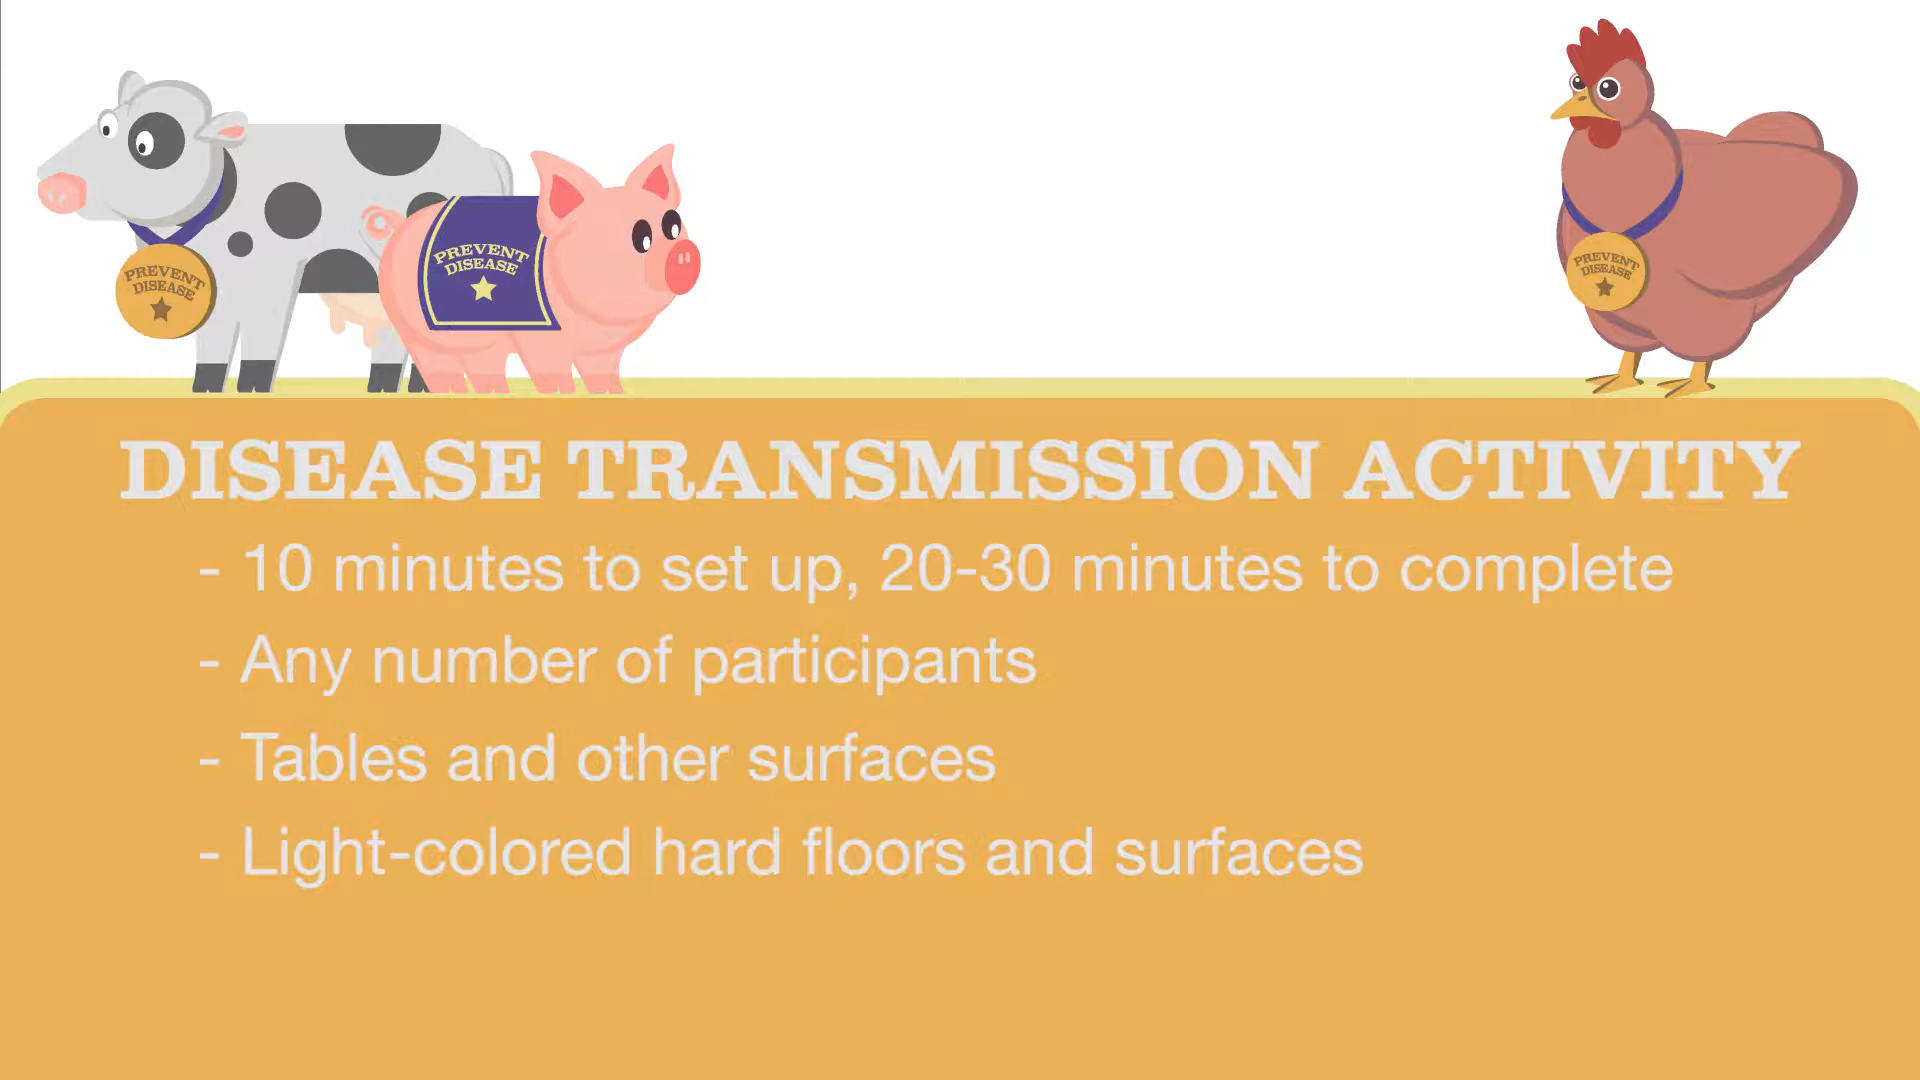 PREVENT
DISEASE
PREVENT
DISEASE
PREVENT
DISEASE
DISEASE TRANSMISSION ACTIVITY
- 10 minutes to set up, 20-30 minutes to complete
- Any number of participants
- Tables and other surfaces
- Light-colored hard floors and surfaces